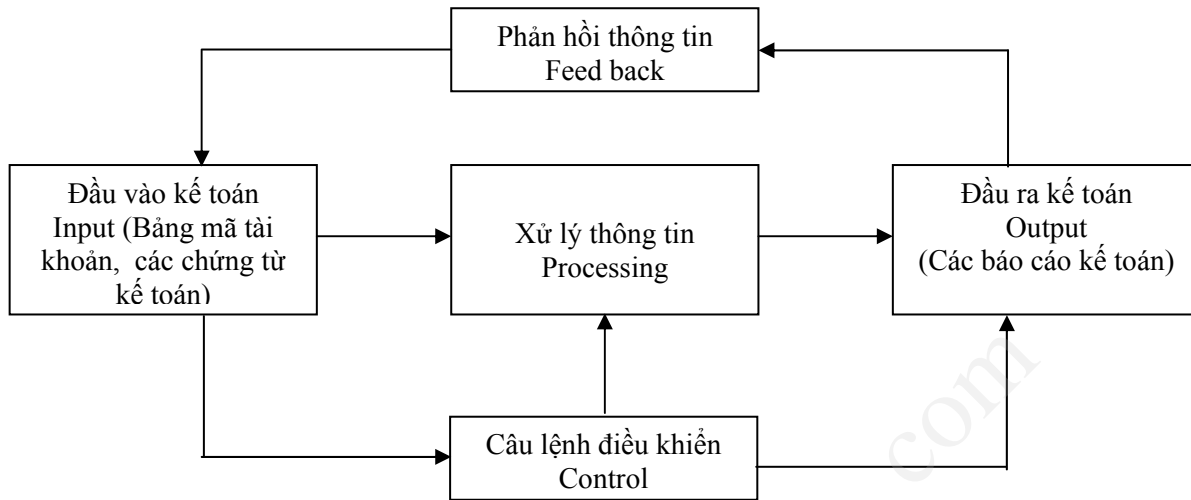 Phản hồi thông tin
Feed back
Đầu vào kế toán
Input (Bảng mã tài
khoản, các chứng từ
kế toán)
Xử lý thông tin
Processing
Đầu ra kế toán
Output
(Các báo cáo kế toán)
Câu lệnh điều khiển
Control
com